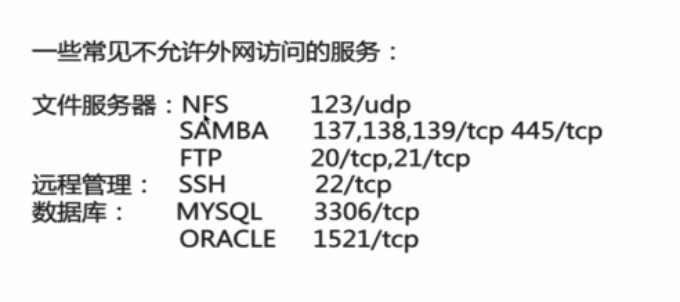 一些常见不允许外网访问的服务：
文件服务器：NFS 123/udp
SAMBA 137,138,139/tcp 445/tcp
FTP 20/tcp,21/tcp
远程管理： SSH 22/tcp
数据库： MYSQL 3306/tcp
ORACLE 1521/tcp